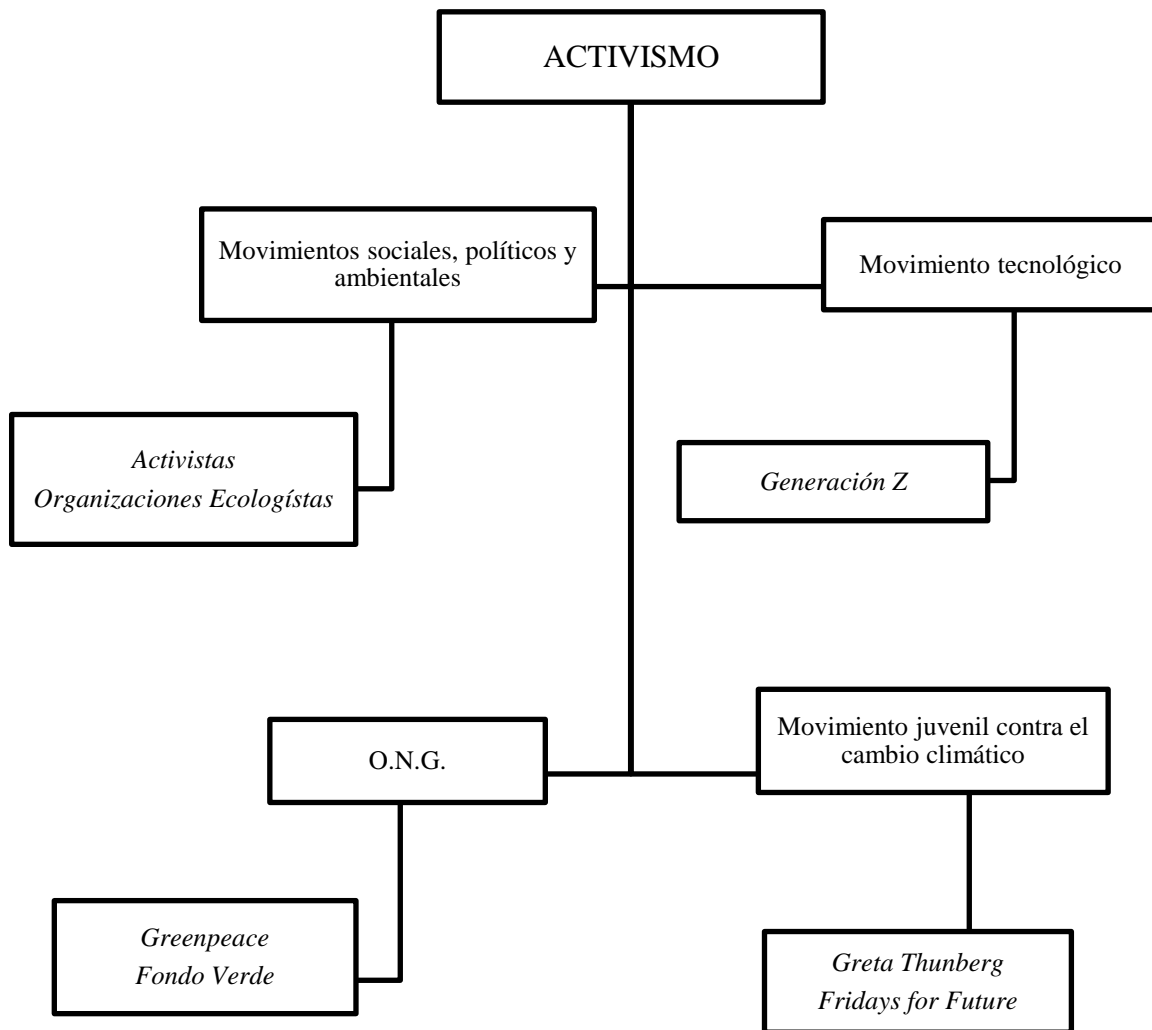 ACTIVISMO
Movimientos sociales, políticos y
ambientales
Movimiento tecnológico
Activistas
Organizaciones Ecologístas
Generación Z
O.N.G.
Movimiento juvenil contra el
cambio climático
Greenpeace
Fondo Verde
Greta Thunberg
Fridays for Future